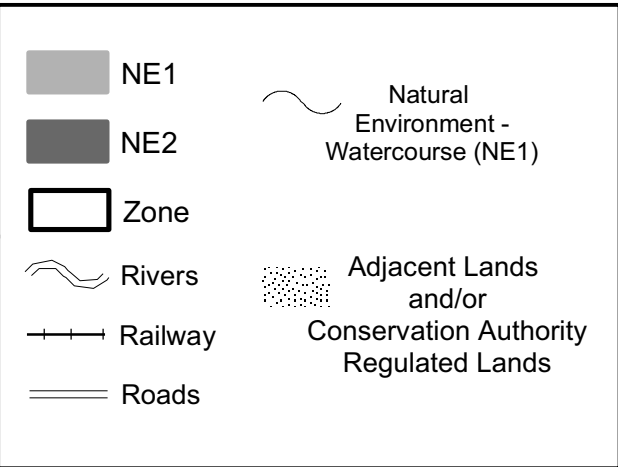 NE1
NE2
Zone
Rivers
Railway
Roads
Natural
Environment -
Watercourse (NE1)
Adjacent Lands
and/or
Conservation Authority
Regulated Lands